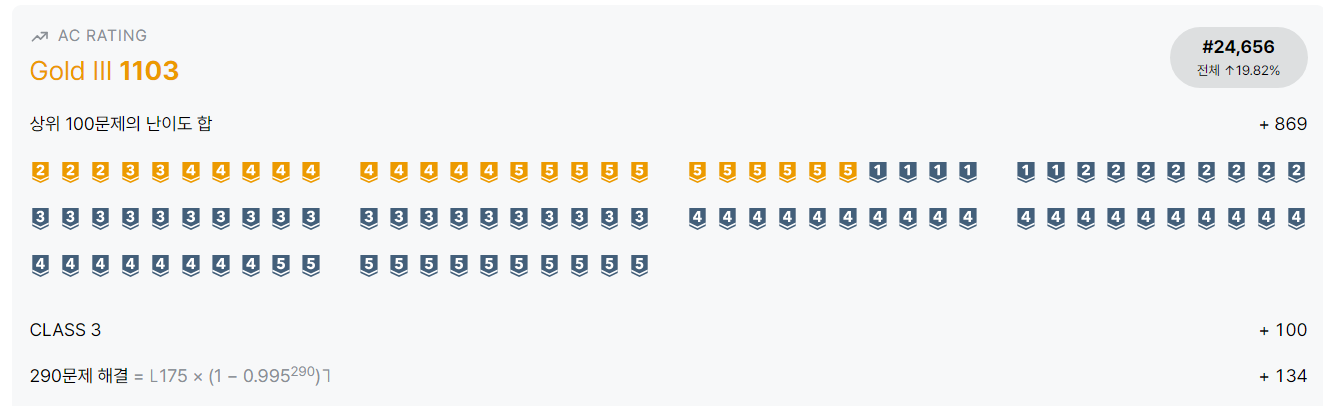 AC RATING
Gold III 1103
#24,656
전체 ↑19.82%
상위 100문제의 난이도 합 + 869
2 2 2 3 3 4 4 4 4 4 4 4 4 4 4 5 5 5 5 5 5 5 5 5 5 5 1 1 1 1 1 1 2 2 2 2 2 2 2 2
3 3 3 3 3 3 3 3 3 3 3 3 3 3 3 3 3 3 3 3 4 4 4 4 4 4 4 4 4 4 4 4 4 4 4 4 4 4 4 4
4 4 4 4 4 4 4 4 5 5 5 5 5 5 5 5 5 5 5 5
CLASS 3 + 100
290문제 해결 = ⌊175 × (1 − 0.995²⁹⁰)⌉ + 134